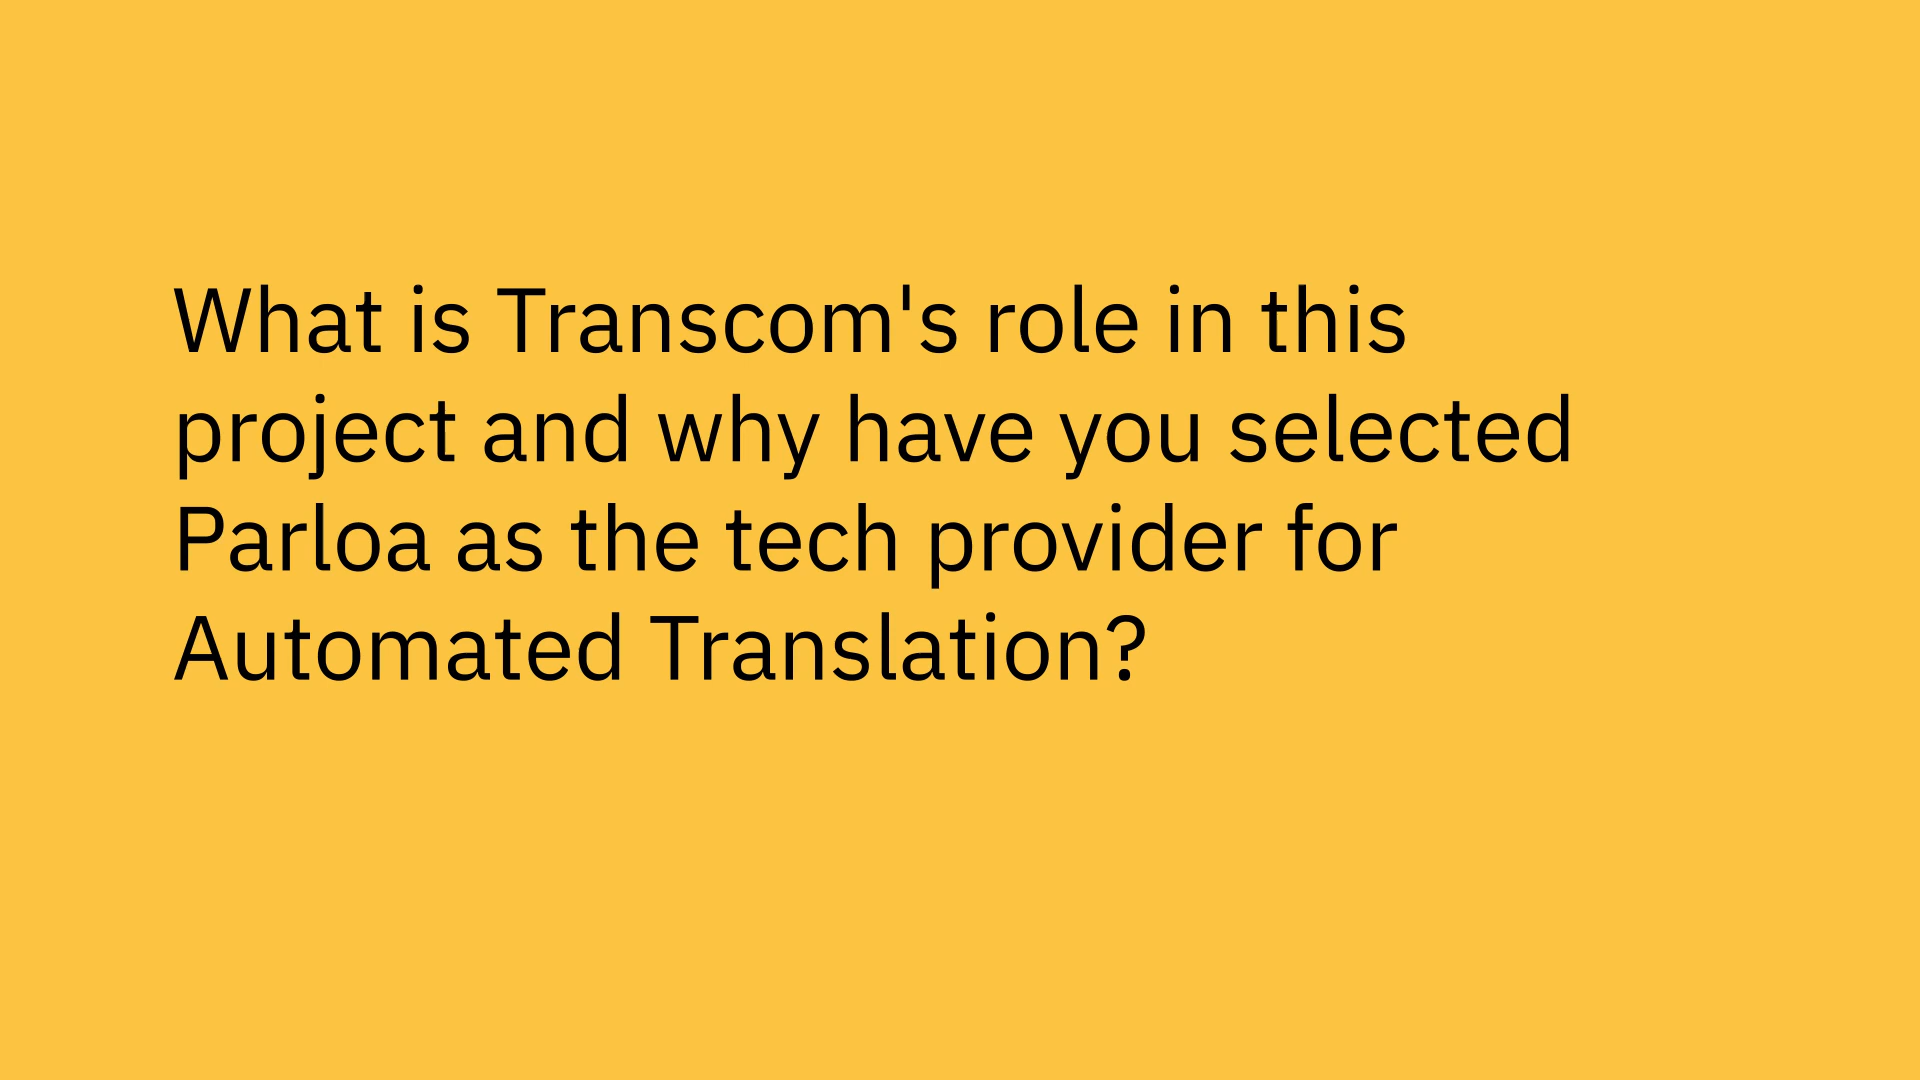 What is Transcom's role in this
project and why have you selected
Parloa as the tech provider for
Automated Translation?